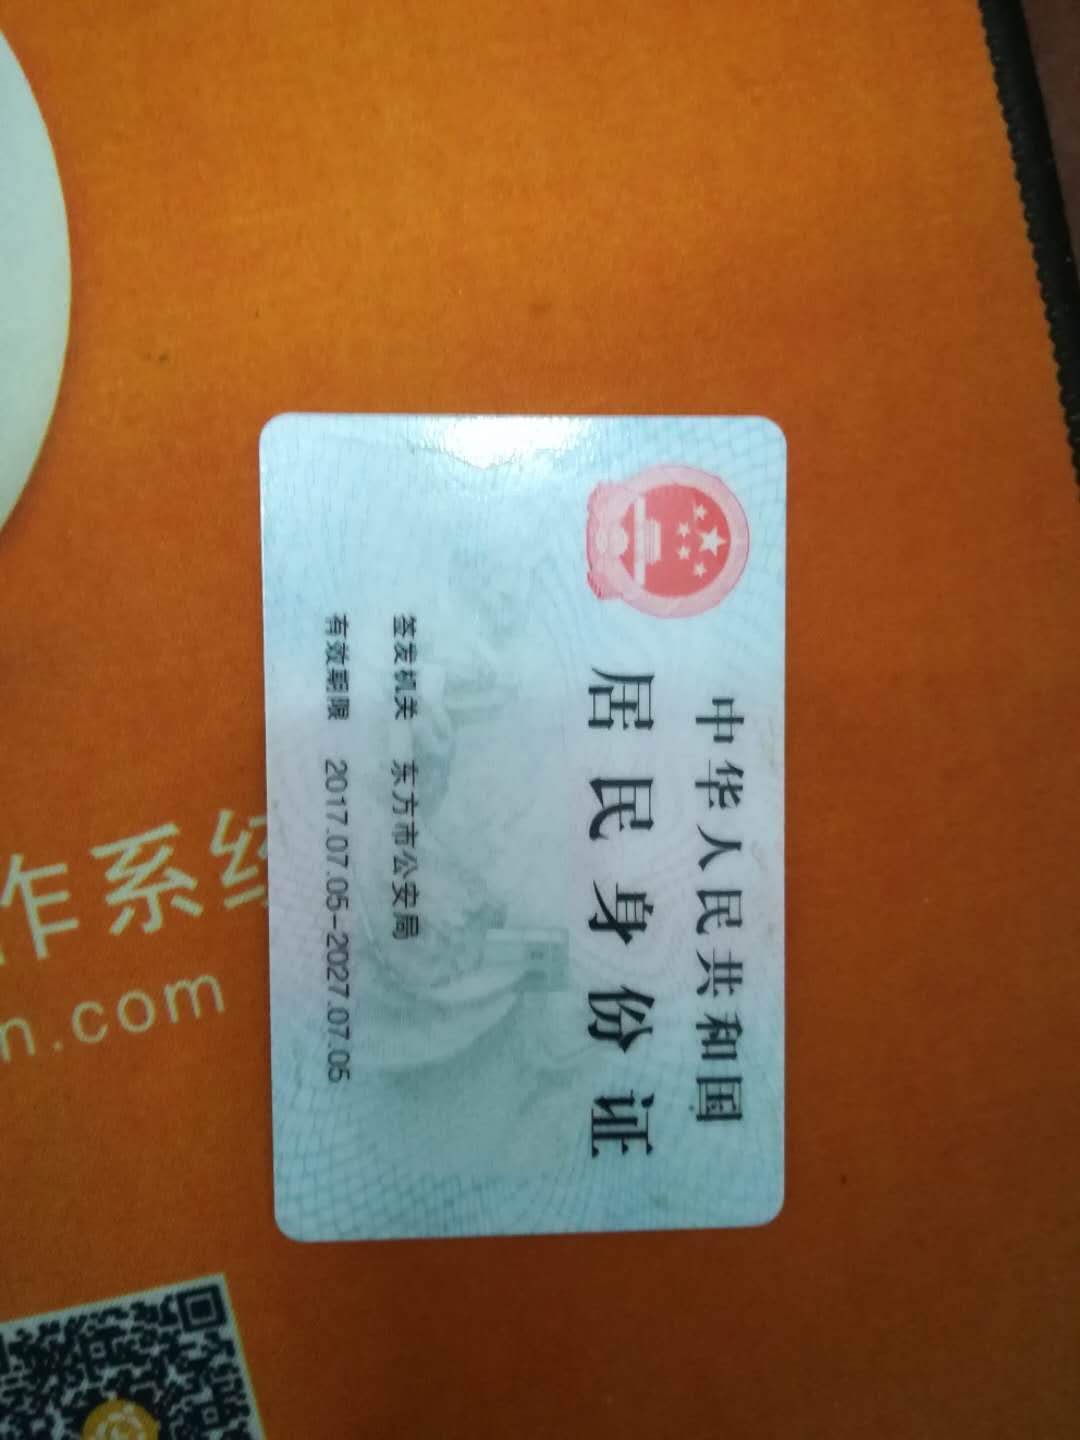 中华人民共和国
居民身份证
签发机关 东方市公安局
有效期限 2017.07.05-2027.07.05
作系统
n.com